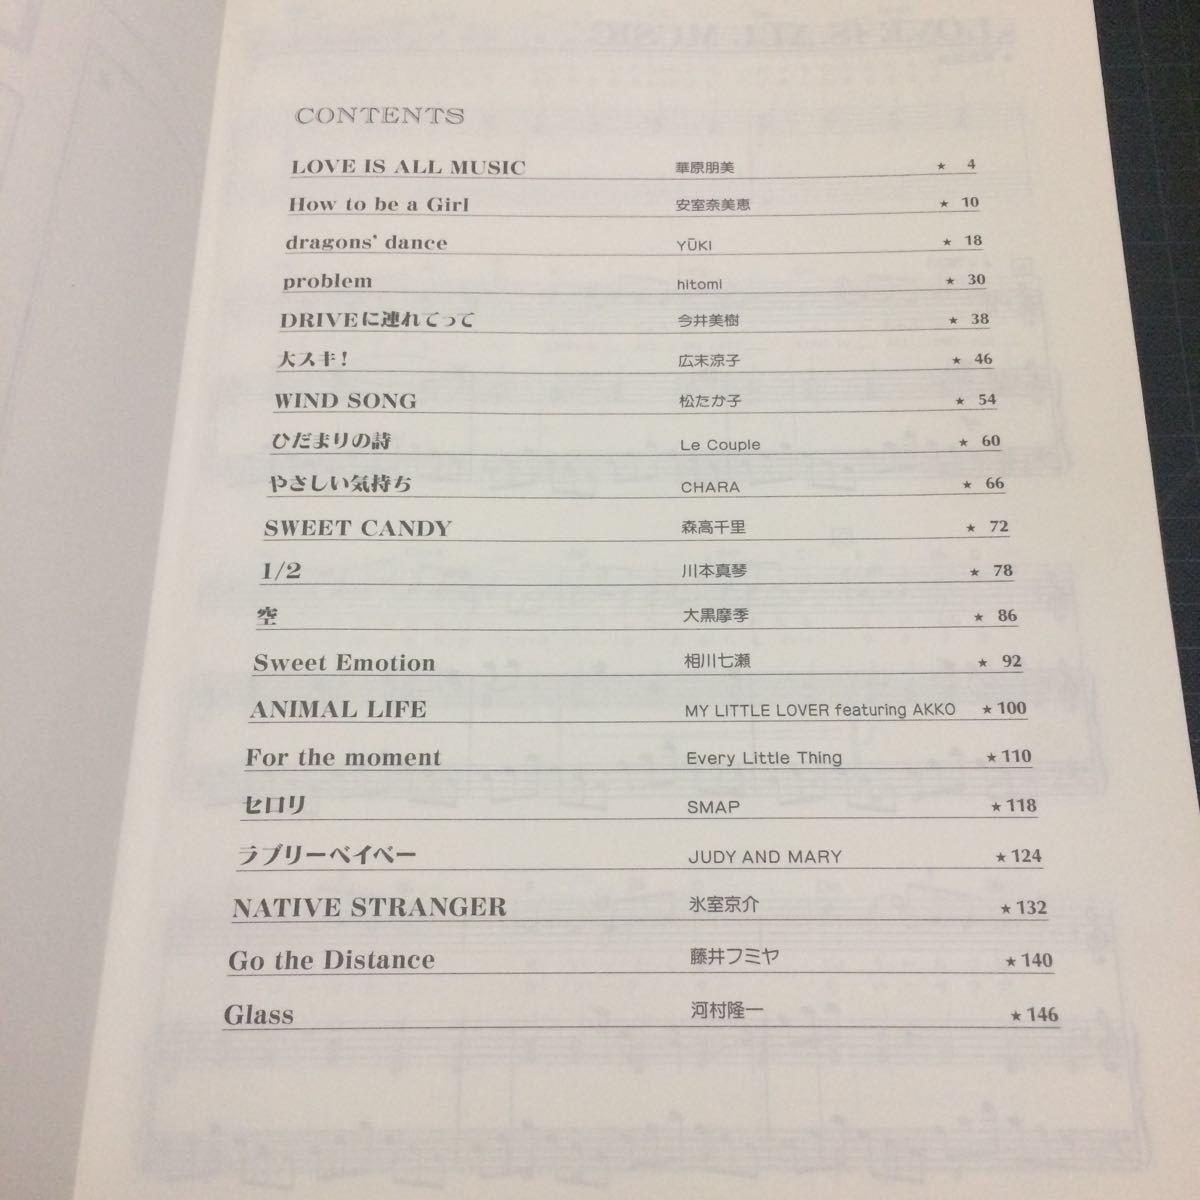 CONTENTS
LOVE IS ALL MUSIC 華原朋美 ★ 4
How to be a Girl 安室奈美恵 ★ 10
dragons' dance YŪKI ★ 18
problem hitomi ★ 30
DRIVEに連れてって 今井美樹 ★ 38
大スキ! 広末涼子 ★ 46
WIND SONG 松たか子 ★ 54
ひだまりの詩 Le Couple ★ 60
やさしい気持ち CHARA ★ 66
SWEET CANDY 森高千里 ★ 72
1/2 川本真琴 ★ 78
空 大黒摩季 ★ 86
Sweet Emotion 相川七瀬 ★ 92
ANIMAL LIFE MY LITTLE LOVER featuring AKKO ★ 100
For the moment Every Little Thing ★ 110
セロリ SMAP ★ 118
ラブリーベイベー JUDY AND MARY ★ 124
NATIVE STRANGER 氷室京介 ★ 132
Go the Distance 藤井フミヤ ★ 140
Glass 河村隆一 ★ 146